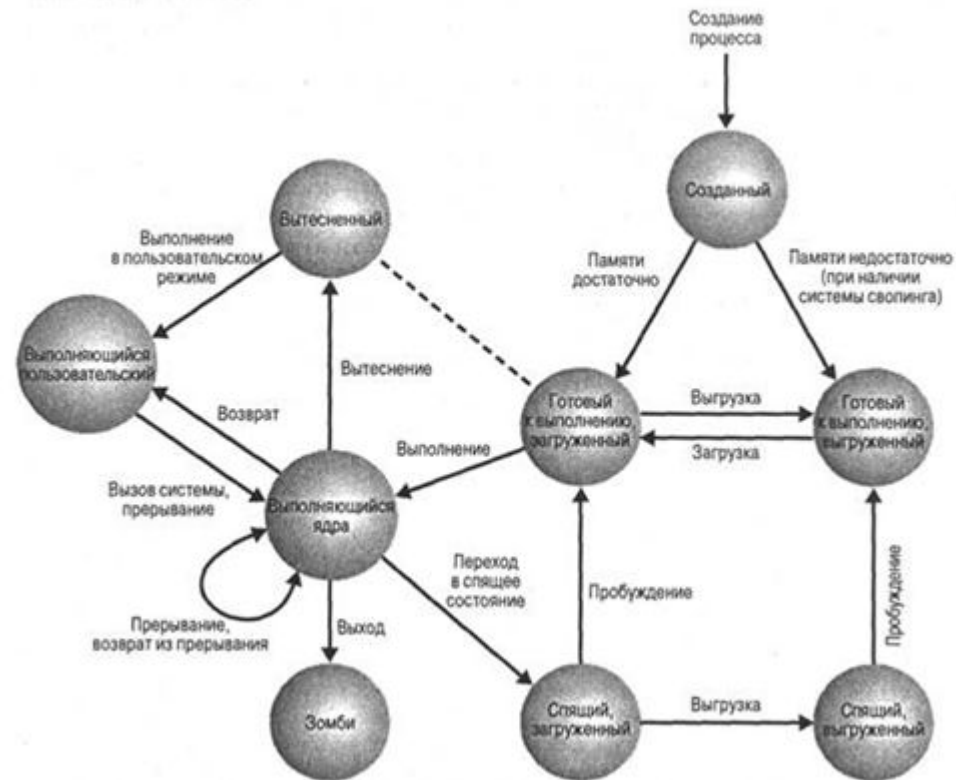 Создание
процесса
Созданный
Вытесненный
Выполнение
в пользовательском
режиме
Памяти
достаточно
Памяти недостаточно
(при наличии
системы свопинга)
Выполняющийся
пользовательский
Вытеснение
Возврат
Готовый
к выполнению,
загруженный
Выгрузка
Загрузка
Готовый
к выполнению,
выгруженный
Выполнение
Вызов системы,
прерывание
Выполняющийся
ядра
Переход
в спящее
состояние
Пробуждение
Пробуждение
Прерывание,
возврат из прерывания
Выход
Зомби
Спящий,
загруженный
Выгрузка
Спящий,
выгруженный